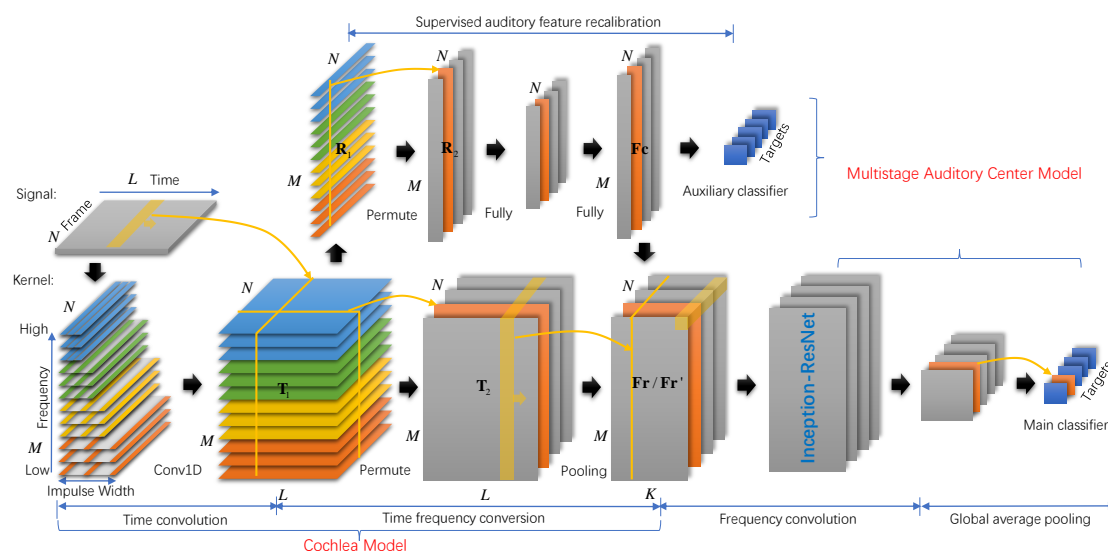 Supervised auditory feature recalibration
N
N
N
N
R1
R2
Fc
Targets
M
M
M
Permute
Fully
Fully
Auxiliary classifier
Multistage Auditory Center Model
L Time
Signal:
Frame
N
Kernel:
N
N
N
N
High
Frequency
M
Low
Impulse Width
Conv1D
T1
M
L
Permute
T2
M
L
Pooling
Fr / Fr'
M
K
Inception-ResNet
Targets
Main classifier
Time convolution
Time frequency conversion
Frequency convolution
Global average pooling
Cochlea Model